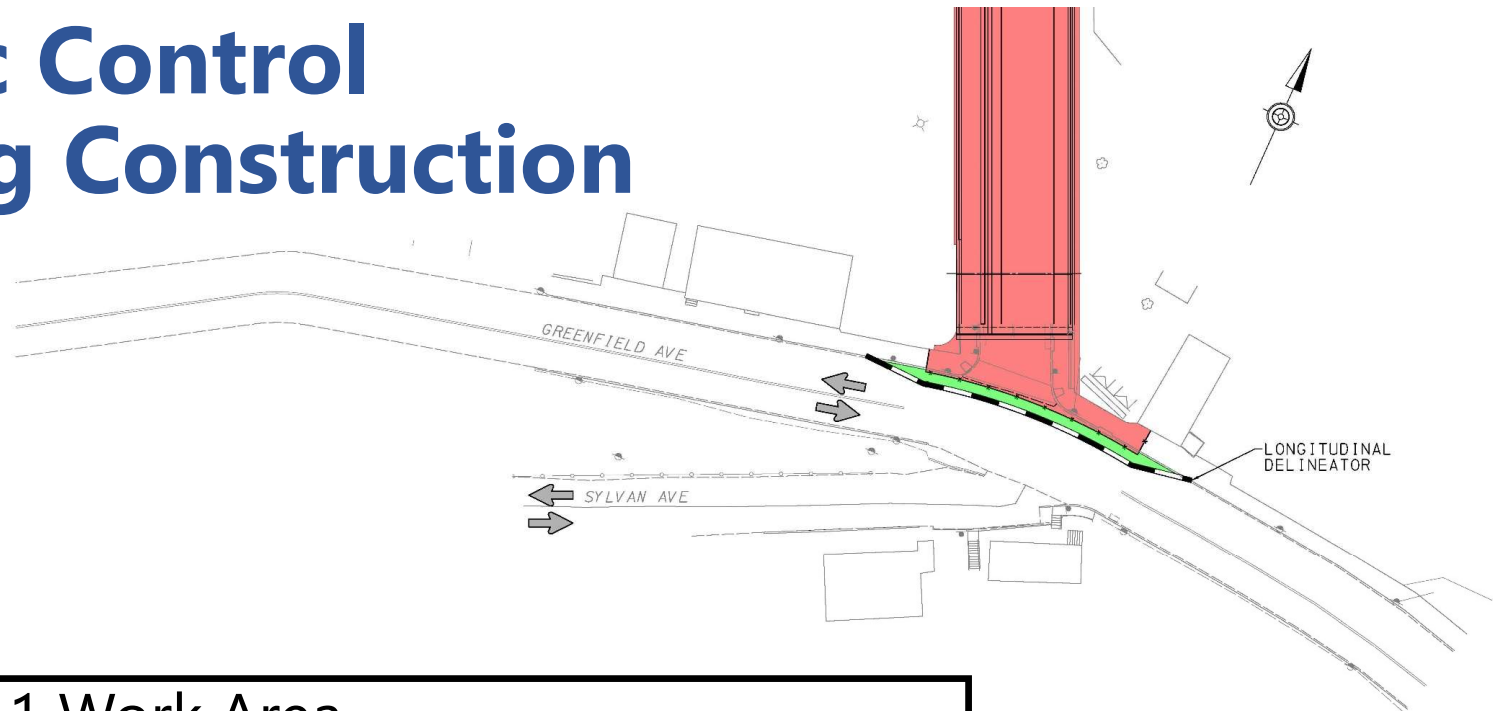 c Control
g Construction
GREENFIELD AVE
LONGITUDINAL
DELINEATOR
SYLVAN AVE
1 Work Area